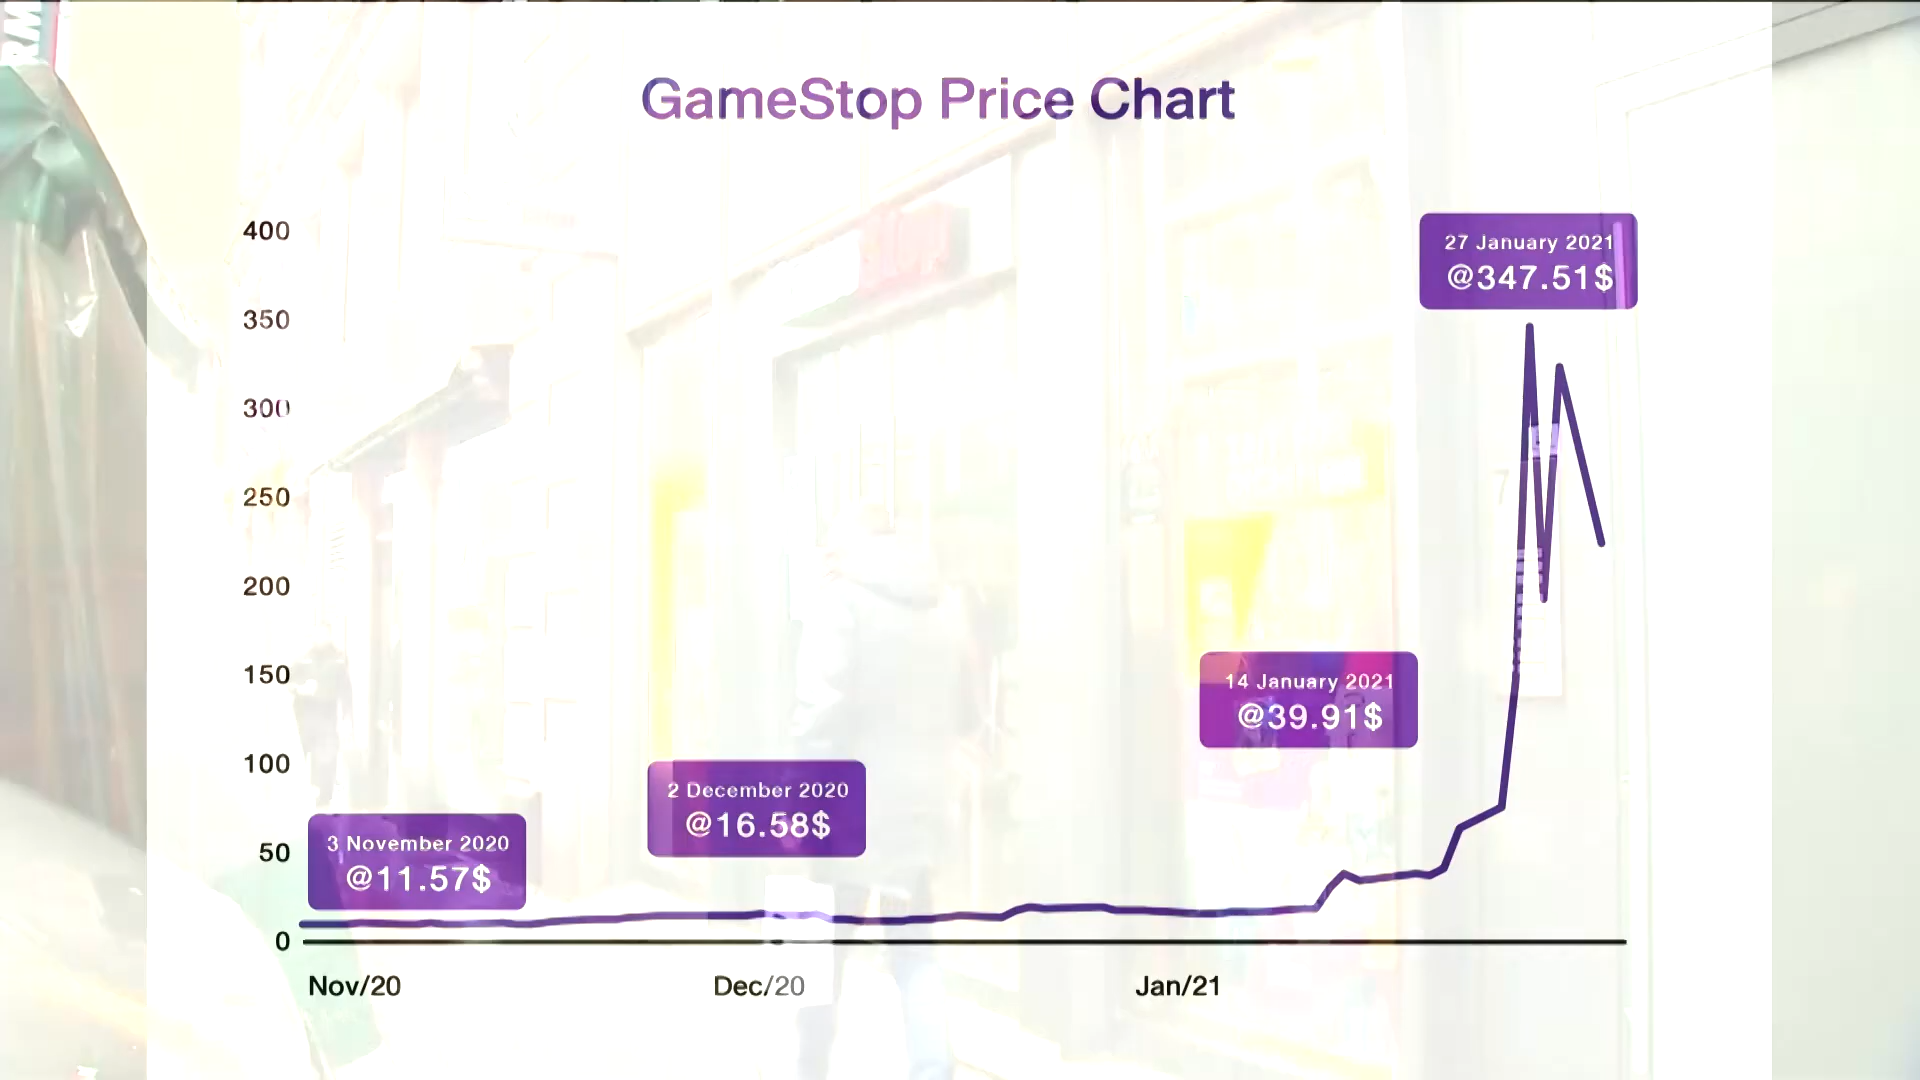 RM
GameStop Price Chart
400
350
300
250
200
150
100
50
0
27 January 2021
@347.51$
14 January 2021
@39.91$
2 December 2020
@16.58$
3 November 2020
@11.57$
Nov/20
Dec/20
Jan/21